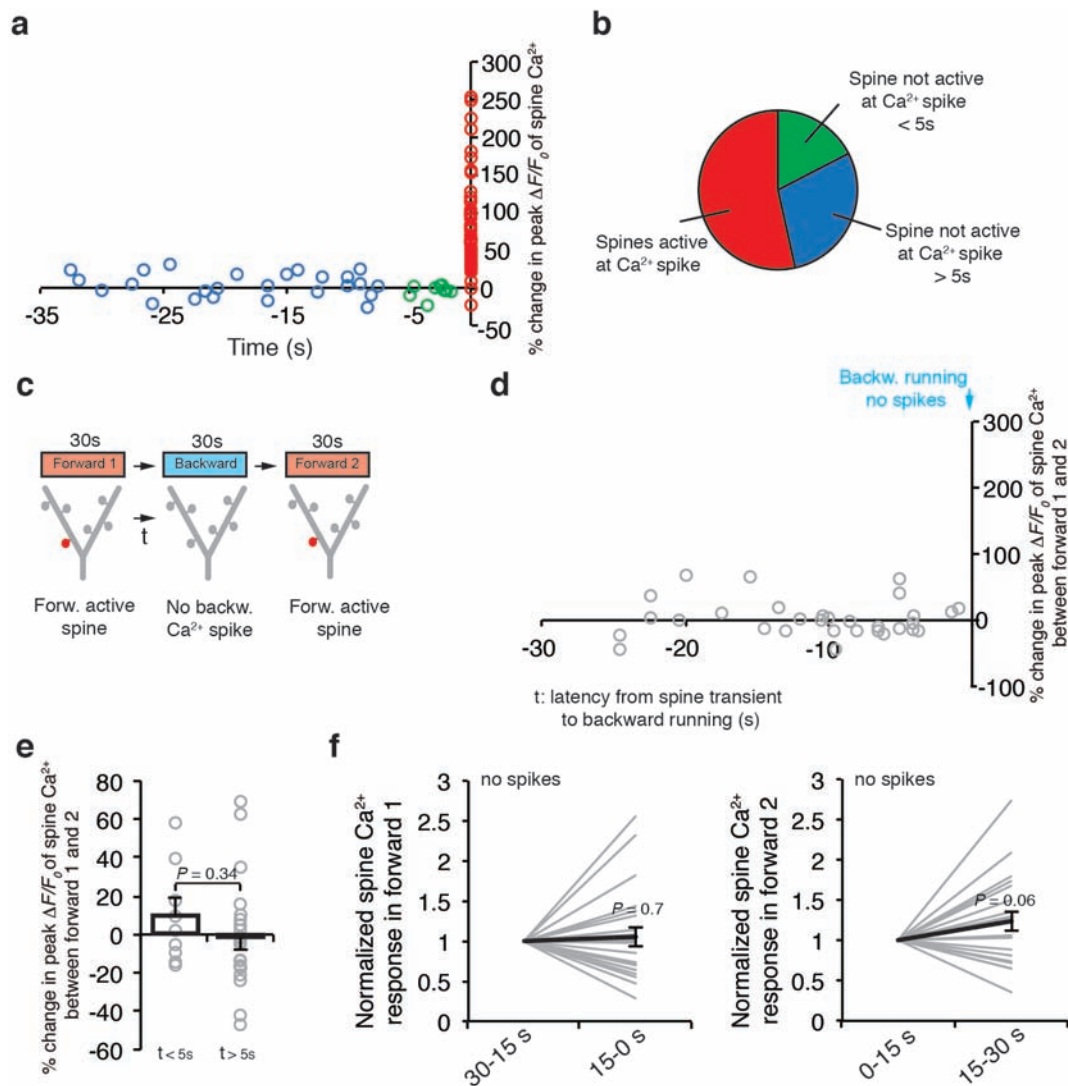 a
300
250
200
150
100
50
0
-50
-35
-25
-15
-5
Time (s)
% change in peak ΔF/F0 of spine Ca2+
b
Spine not active
at Ca2+ spike
< 5s
Spines active
at Ca2+ spike
Spine not active
at Ca2+ spike
> 5s
c
30s
30s
30s
Forward 1
Backward
Forward 2
t
Forw. active
spine
No backw.
Ca2+ spike
Forw. active
spine
d
Backw. running
no spikes
300
200
100
0
-100
-30
-20
-10
% change in peak ΔF/F0 of spine Ca2+
between forward 1 and 2
t: latency from spine transient
to backward running (s)
e
% change in peak ΔF/F0 of spine Ca2+
between forward 1 and 2
80
60
40
20
0
-20
-40
-60
P = 0.34
t < 5s
t > 5s
f
Normalized spine Ca2+
response in forward 1
no spikes
3
2.5
2
1.5
1
0.5
0
P = 0.7
30-15 s
15-0 s
Normalized spine Ca2+
response in forward 2
no spikes
3
2.5
2
1.5
1
0.5
0
P = 0.06
0-15 s
15-30 s